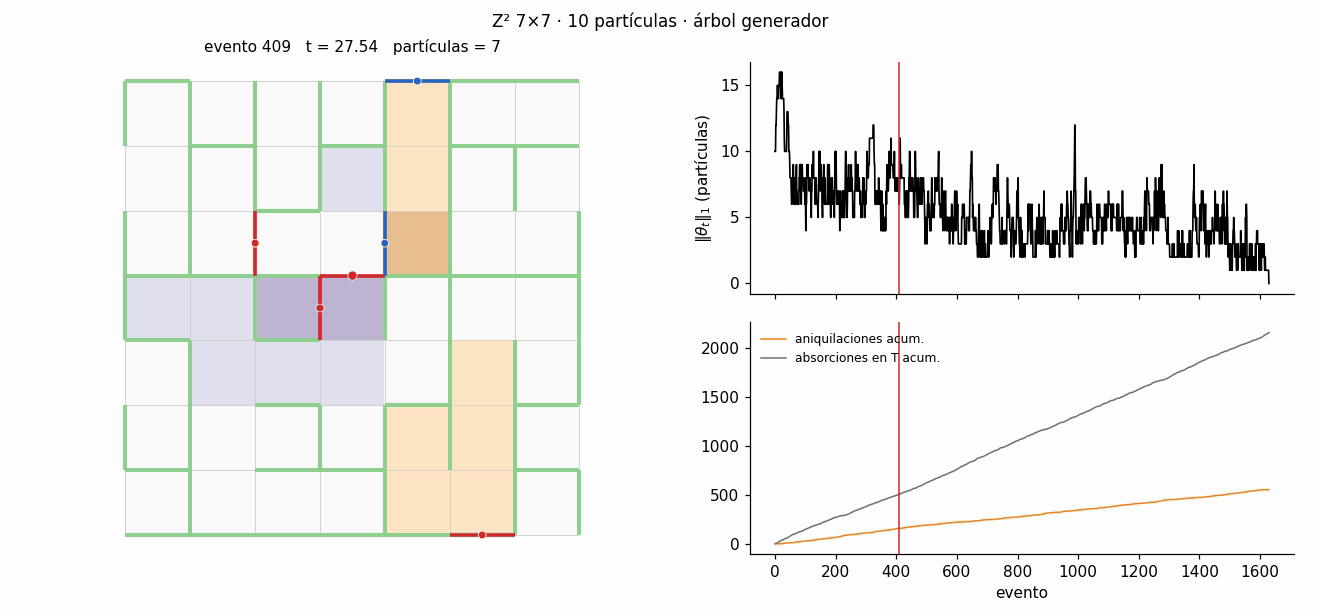 Z² 7×7 · 10 partículas · árbol generador
evento 409   t = 27.54   partículas = 7
‖θₜ‖₁ (partículas)
15
10
5
0
aniquilaciones acum.
absorciones en T acum.
2000
1500
1000
500
0
0 200 400 600 800 1000 1200 1400 1600
evento